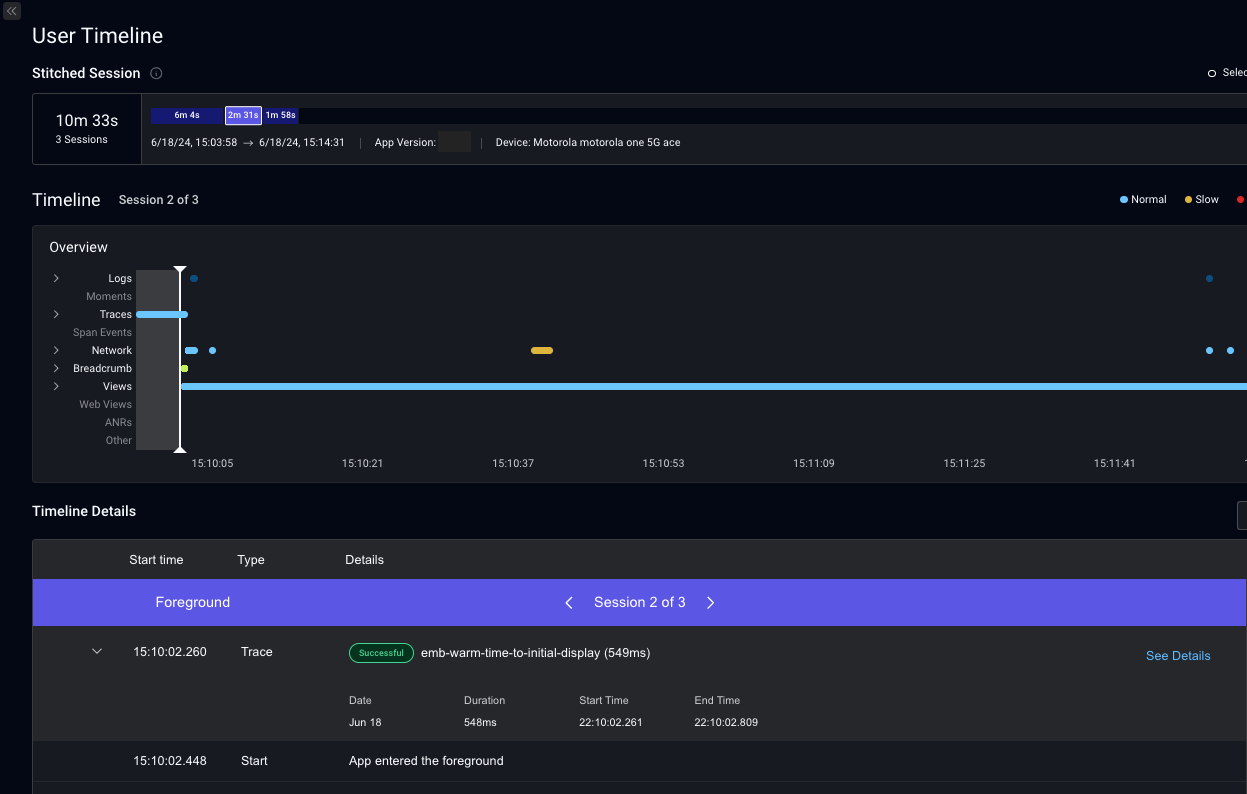 User Timeline
Stitched Session
Selec
10m 33s
3 Sessions
6m 4s 2m 31s 1m 58s
6/18/24, 15:03:58 → 6/18/24, 15:14:31 | App Version: | Device: Motorola motorola one 5G ace
Timeline Session 2 of 3
Normal Slow
Overview
Logs
Moments
Traces
Span Events
Network
Breadcrumb
Views
Web Views
ANRs
Other
15:10:05 15:10:21 15:10:37 15:10:53 15:11:09 15:11:25 15:11:41
Timeline Details
Start time Type Details
Foreground Session 2 of 3
15:10:02.260 Trace Successful emb-warm-time-to-initial-display (549ms) See Details
Date Duration Start Time End Time
Jun 18 548ms 22:10:02.261 22:10:02.809
15:10:02.448 Start App entered the foreground